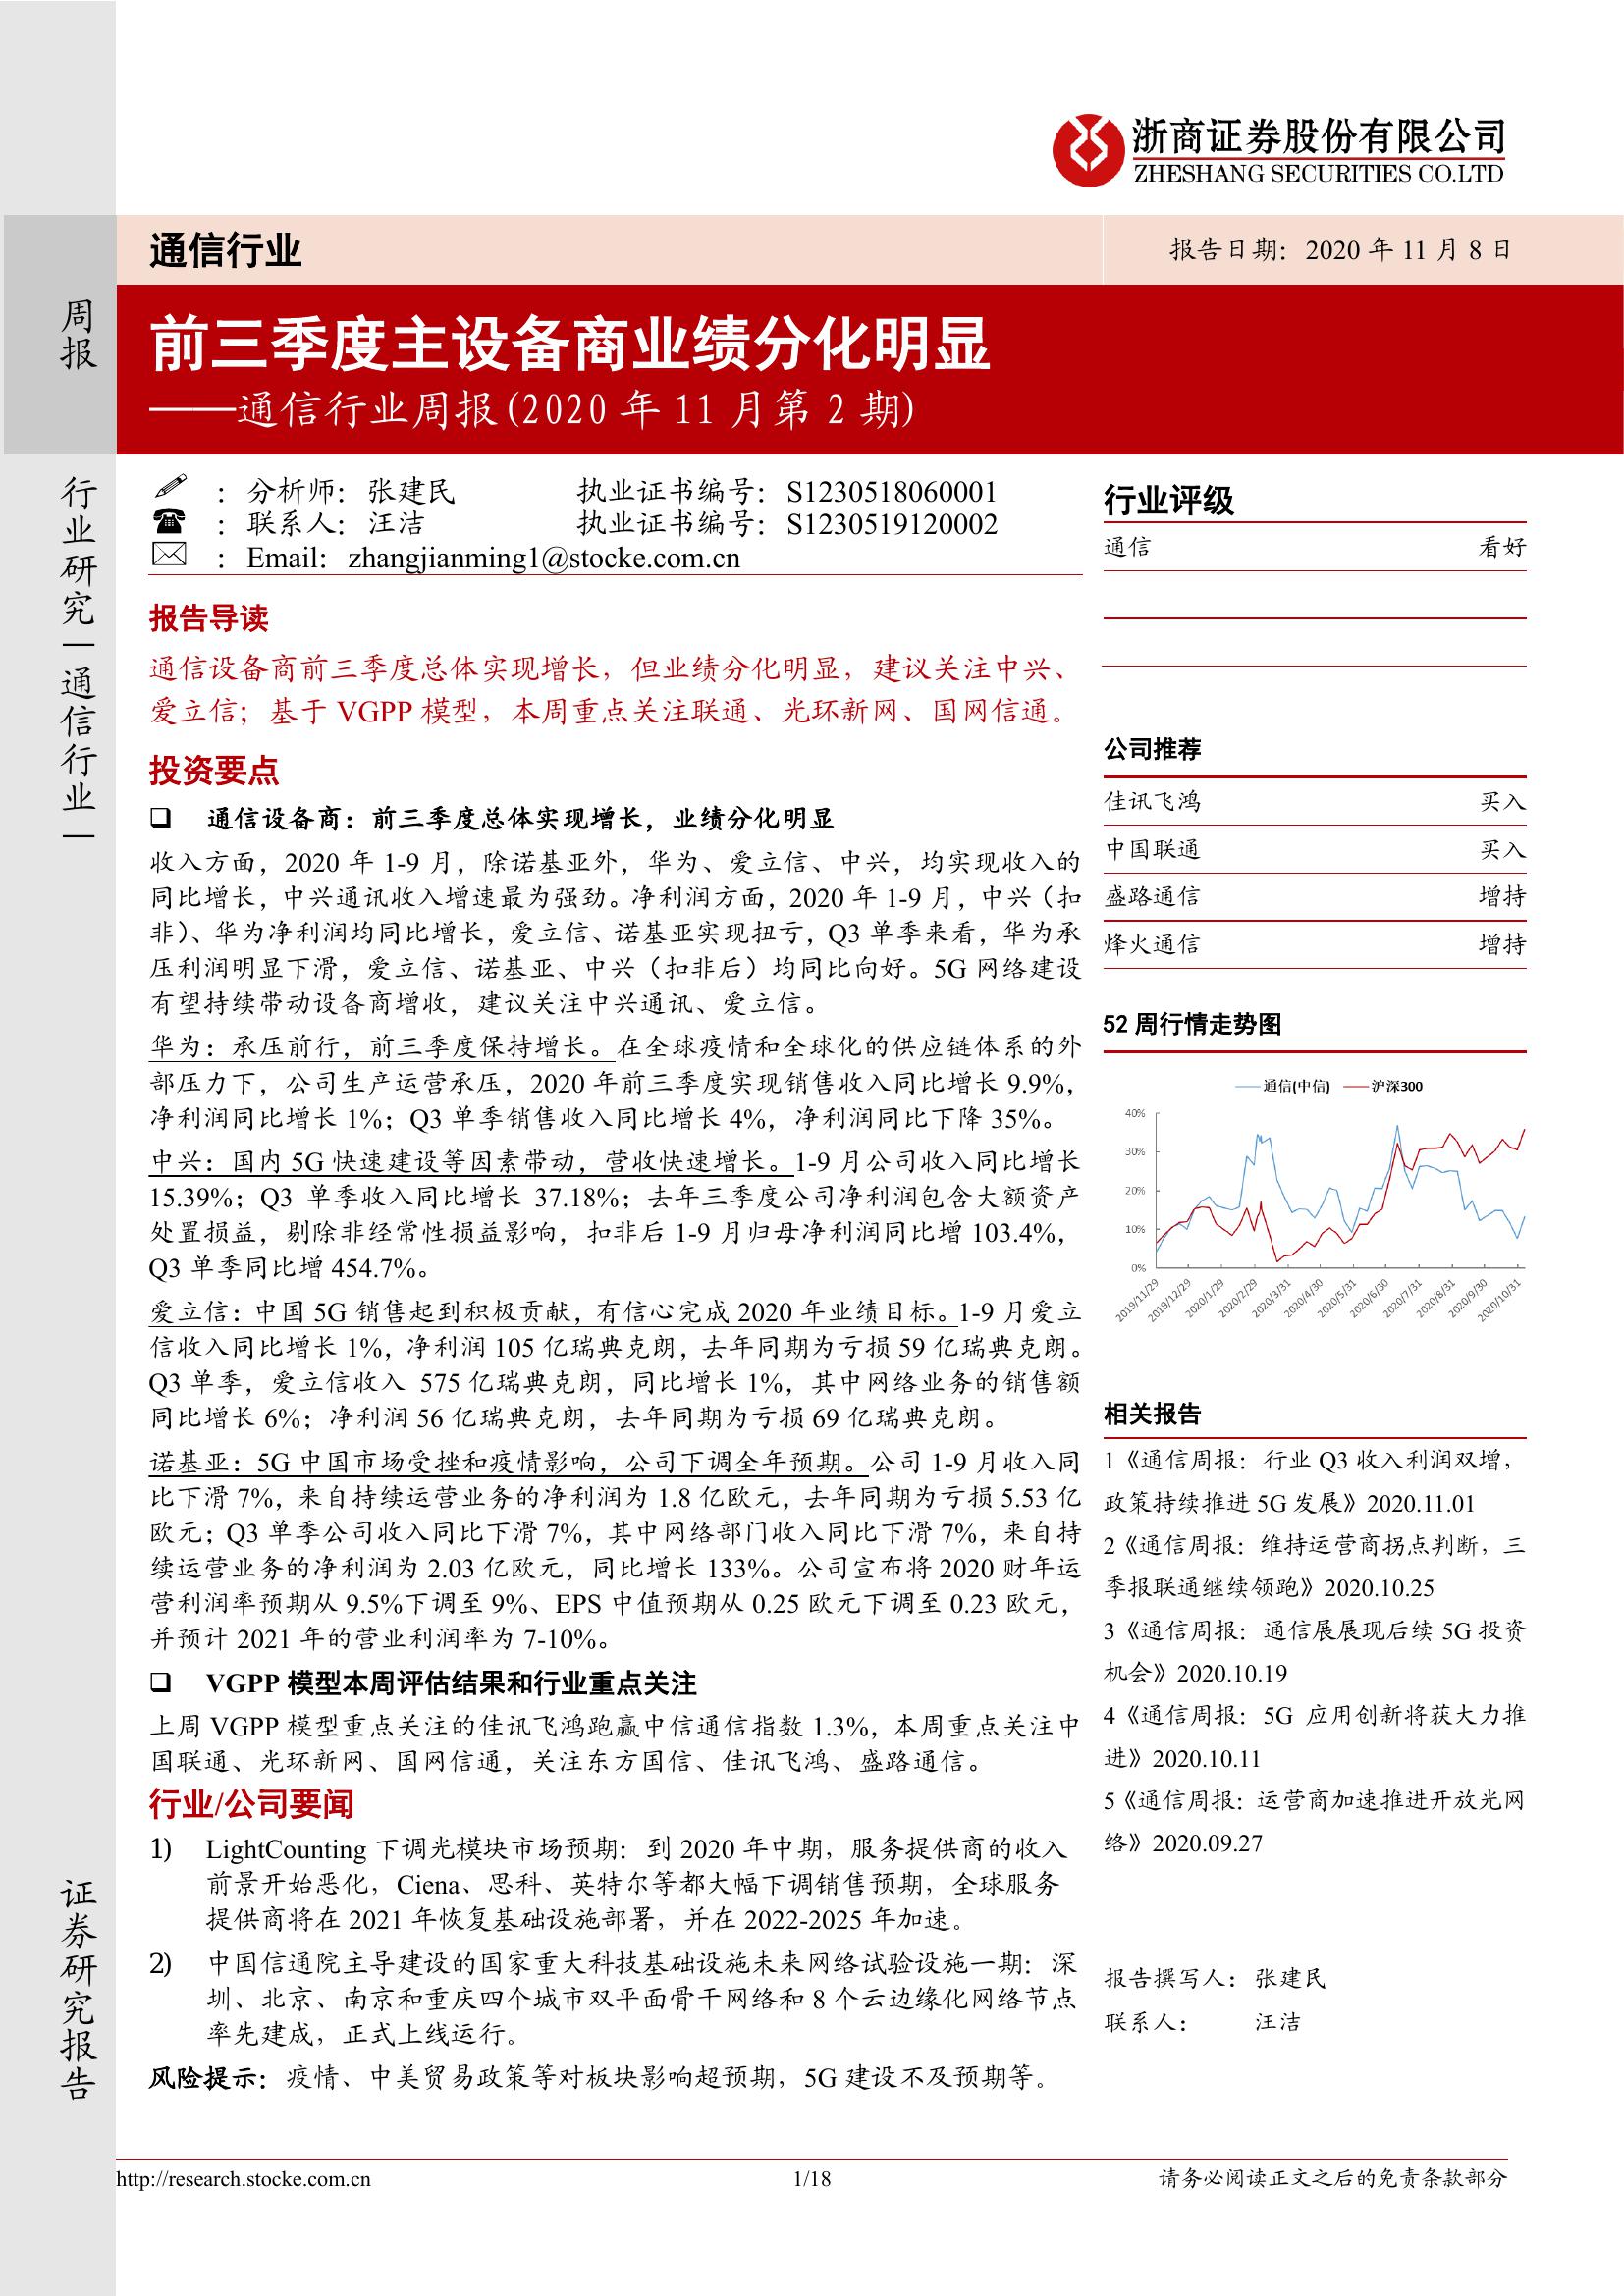 浙商证券股份有限公司
ZHESHANG SECURITIES CO.LTD
通信行业
报告日期：2020 年 11 月 8 日
周报
前三季度主设备商业绩分化明显
——通信行业周报(2020 年 11 月第 2 期)
行业研究｜通信行业｜
证券研究报告
：分析师：张建民 执业证书编号：S1230518060001
：联系人：汪洁 执业证书编号：S1230519120002
：Email：zhangjianming1@stocke.com.cn
报告导读
通信设备商前三季度总体实现增长，但业绩分化明显，建议关注中兴、
爱立信；基于 VGPP 模型，本周重点关注联通、光环新网、国网信通。
投资要点
❑ 通信设备商：前三季度总体实现增长，业绩分化明显
收入方面，2020 年 1-9 月，除诺基亚外，华为、爱立信、中兴，均实现收入的
同比增长，中兴通讯收入增速最为强劲。净利润方面，2020 年 1-9 月，中兴（扣
非）、华为净利润均同比增长，爱立信、诺基亚实现扭亏，Q3 单季来看，华为承
压利润明显下滑，爱立信、诺基亚、中兴（扣非后）均同比向好。5G 网络建设
有望持续带动设备商增收，建议关注中兴通讯、爱立信。
华为：承压前行，前三季度保持增长。在全球疫情和全球化的供应链体系的外
部压力下，公司生产运营承压，2020 年前三季度实现销售收入同比增长 9.9%，
净利润同比增长 1%；Q3 单季销售收入同比增长 4%，净利润同比下降 35%。
中兴：国内 5G 快速建设等因素带动，营收快速增长。1-9 月公司收入同比增长
15.39%；Q3 单季收入同比增长 37.18%；去年三季度公司净利润包含大额资产
处置损益，剔除非经常性损益影响，扣非后 1-9 月归母净利润同比增 103.4%，
Q3 单季同比增 454.7%。
爱立信：中国 5G 销售起到积极贡献，有信心完成 2020 年业绩目标。1-9 月爱立
信收入同比增长 1%，净利润 105 亿瑞典克朗，去年同期为亏损 59 亿瑞典克朗。
Q3 单季，爱立信收入 575 亿瑞典克朗，同比增长 1%，其中网络业务的销售额
同比增长 6%；净利润 56 亿瑞典克朗，去年同期为亏损 69 亿瑞典克朗。
诺基亚：5G 中国市场受挫和疫情影响，公司下调全年预期。公司 1-9 月收入同
比下滑 7%，来自持续运营业务的净利润为 1.8 亿欧元，去年同期为亏损 5.53 亿
欧元；Q3 单季公司收入同比下滑 7%，其中网络部门收入同比下滑 7%，来自持
续运营业务的净利润为 2.03 亿欧元，同比增长 133%。公司宣布将 2020 财年运
营利润率预期从 9.5%下调至 9%、EPS 中值预期从 0.25 欧元下调至 0.23 欧元，
并预计 2021 年的营业利润率为 7-10%。
❑ VGPP 模型本周评估结果和行业重点关注
上周 VGPP 模型重点关注的佳讯飞鸿跑赢中信通信指数 1.3%，本周重点关注中
国联通、光环新网、国网信通，关注东方国信、佳讯飞鸿、盛路通信。
行业/公司要闻
1) LightCounting 下调光模块市场预期：到 2020 年中期，服务提供商的收入
前景开始恶化，Ciena、思科、英特尔等都大幅下调销售预期，全球服务
提供商将在 2021 年恢复基础设施部署，并在 2022-2025 年加速。
2) 中国信通院主导建设的国家重大科技基础设施未来网络试验设施一期：深
圳、北京、南京和重庆四个城市双平面骨干网络和 8 个云边缘化网络节点
率先建成，正式上线运行。
风险提示：疫情、中美贸易政策等对板块影响超预期，5G 建设不及预期等。
行业评级
通信 看好
公司推荐
佳讯飞鸿 买入
中国联通 买入
盛路通信 增持
烽火通信 增持
52 周行情走势图
通信(中信) 沪深300
40%
30%
20%
10%
0%
2019/11/29 2019/12/29 2020/1/29 2020/2/29 2020/3/31 2020/4/30 2020/5/31 2020/6/30 2020/7/31 2020/8/31 2020/9/30 2020/10/31
相关报告
1《通信周报：行业 Q3 收入利润双增，
政策持续推进 5G 发展》2020.11.01
2《通信周报：维持运营商拐点判断，三
季报联通继续领跑》2020.10.25
3《通信周报：通信展展现后续 5G 投资
机会》2020.10.19
4《通信周报：5G 应用创新将获大力推
进》2020.10.11
5《通信周报：运营商加速推进开放光网
络》2020.09.27
报告撰写人：张建民
联系人： 汪洁
http://research.stocke.com.cn 1/18 请务必阅读正文之后的免责条款部分